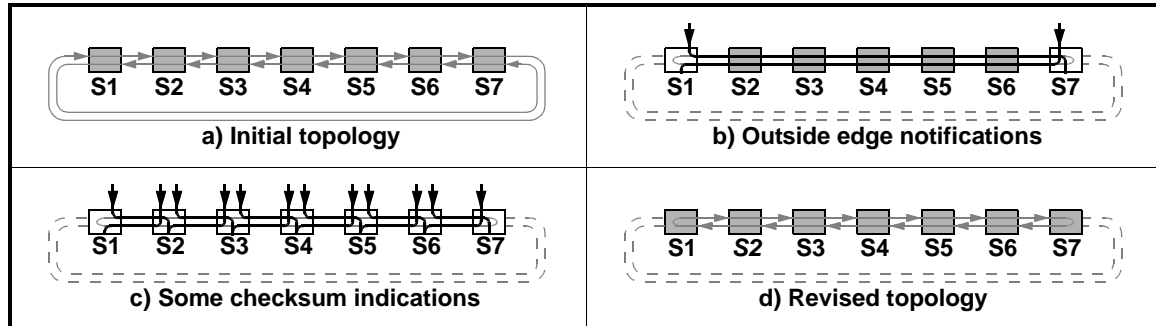 S1 S2 S3 S4 S5 S6 S7
a) Initial topology
S1 S2 S3 S4 S5 S6 S7
b) Outside edge notifications
S1 S2 S3 S4 S5 S6 S7
c) Some checksum indications
S1 S2 S3 S4 S5 S6 S7
d) Revised topology